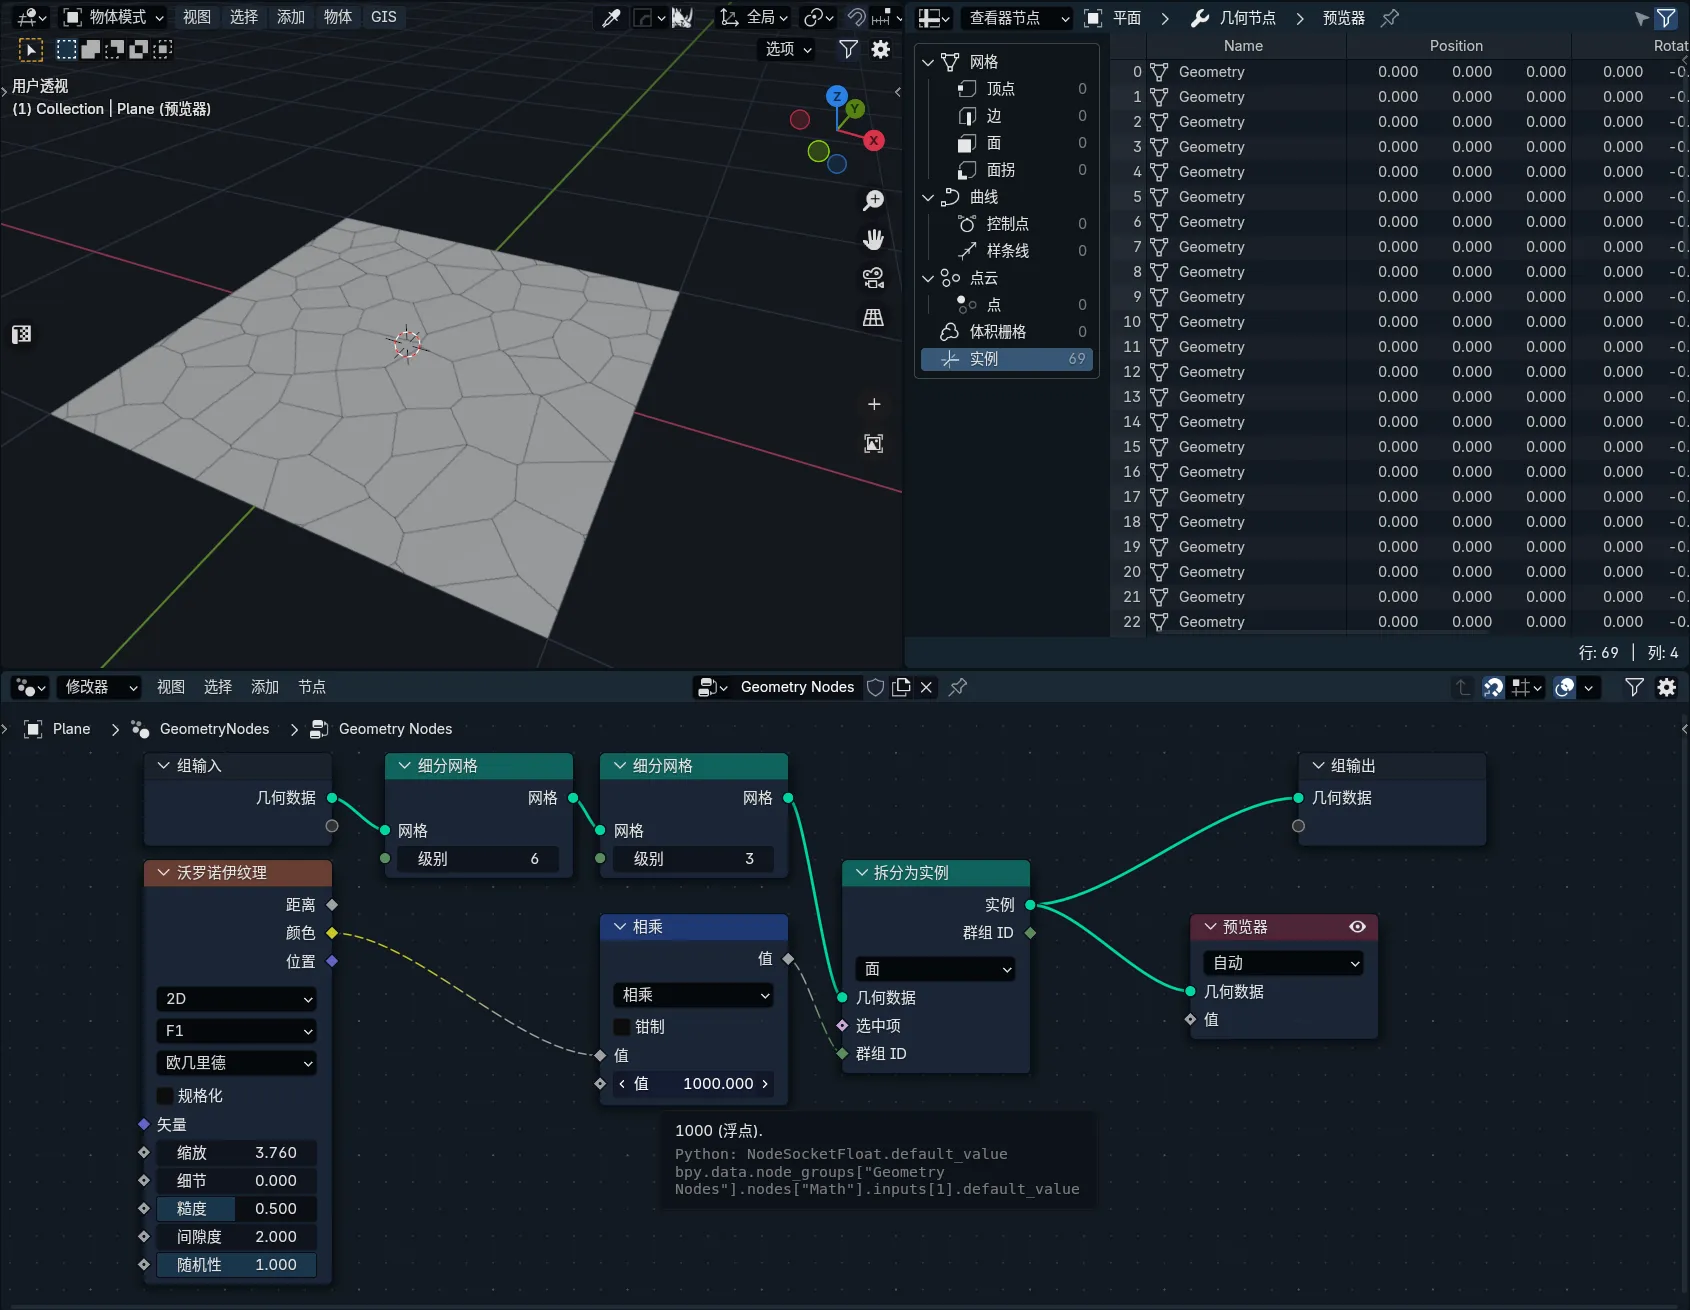 物体模式 视图 选择 添加 物体 GIS 全局
选项
用户透视
(1) Collection | Plane (预览器)
Z
Y
X
查看器节点 平面 几何节点 预览器
网格
顶点 0
边 0
面 0
面拐 0
曲线
控制点 0
样条线 0
点云
点 0
体积栅格 0
实例 69
Name Position Rotat
0 Geometry 0.000 0.000 0.000 0.000 -0.
1 Geometry 0.000 0.000 0.000 0.000 -0.
2 Geometry 0.000 0.000 0.000 0.000 -0.
3 Geometry 0.000 0.000 0.000 0.000 -0.
4 Geometry 0.000 0.000 0.000 0.000 -0.
5 Geometry 0.000 0.000 0.000 0.000 -0.
6 Geometry 0.000 0.000 0.000 0.000 -0.
7 Geometry 0.000 0.000 0.000 0.000 -0.
8 Geometry 0.000 0.000 0.000 0.000 -0.
9 Geometry 0.000 0.000 0.000 0.000 -0.
10 Geometry 0.000 0.000 0.000 0.000 -0.
11 Geometry 0.000 0.000 0.000 0.000 -0.
12 Geometry 0.000 0.000 0.000 0.000 -0.
13 Geometry 0.000 0.000 0.000 0.000 -0.
14 Geometry 0.000 0.000 0.000 0.000 -0.
15 Geometry 0.000 0.000 0.000 0.000 -0.
16 Geometry 0.000 0.000 0.000 0.000 -0.
17 Geometry 0.000 0.000 0.000 0.000 -0.
18 Geometry 0.000 0.000 0.000 0.000 -0.
19 Geometry 0.000 0.000 0.000 0.000 -0.
20 Geometry 0.000 0.000 0.000 0.000 -0.
21 Geometry 0.000 0.000 0.000 0.000 -0.
22 Geometry 0.000 0.000 0.000 0.000 -0.
行: 69 | 列: 4
修改器 视图 选择 添加 节点 Geometry Nodes
Plane GeometryNodes Geometry Nodes
组输入
几何数据
细分网格
网格
网格
级别 6
细分网格
网格
网格
级别 3
组输出
几何数据
沃罗诺伊纹理
距离
颜色
位置
2D
F1
欧几里德
规格化
矢量
缩放 3.760
细节 0.000
糙度 0.500
间隙度 2.000
随机性 1.000
相乘
值
相乘
钳制
值
值 1000.000
拆分为实例
实例
群组 ID
面
几何数据
选中项
群组 ID
预览器
自动
几何数据
值
1000 (浮点).
Python: NodeSocketFloat.default_value
bpy.data.node_groups["Geometry
Nodes"].nodes["Math"].inputs[1].default_value